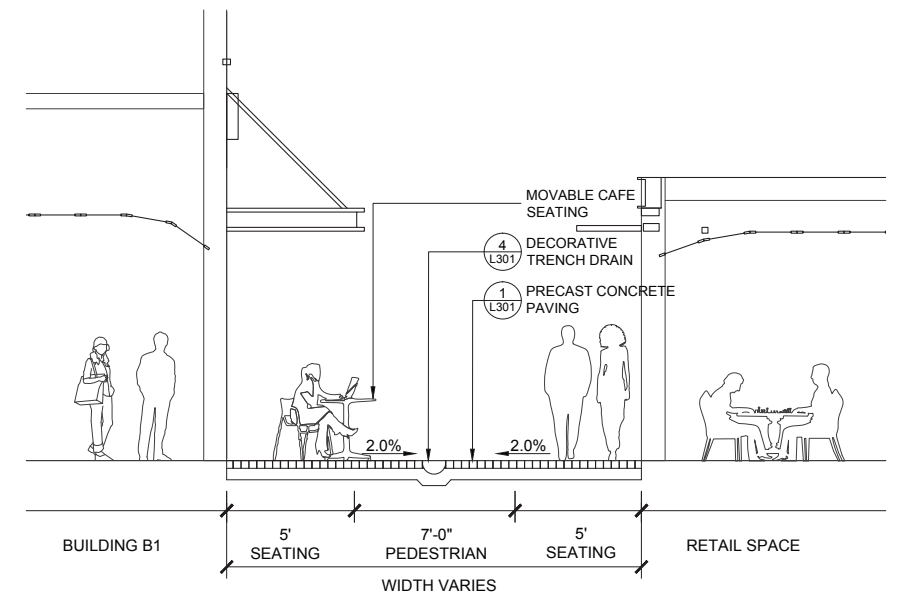 MOVABLE CAFE
SEATING
4
L301
DECORATIVE
TRENCH DRAIN
1
L301
PRECAST CONCRETE
PAVING
2.0%
2.0%
BUILDING B1
5'
SEATING
7'-0"
PEDESTRIAN
5'
SEATING
RETAIL SPACE
WIDTH VARIES